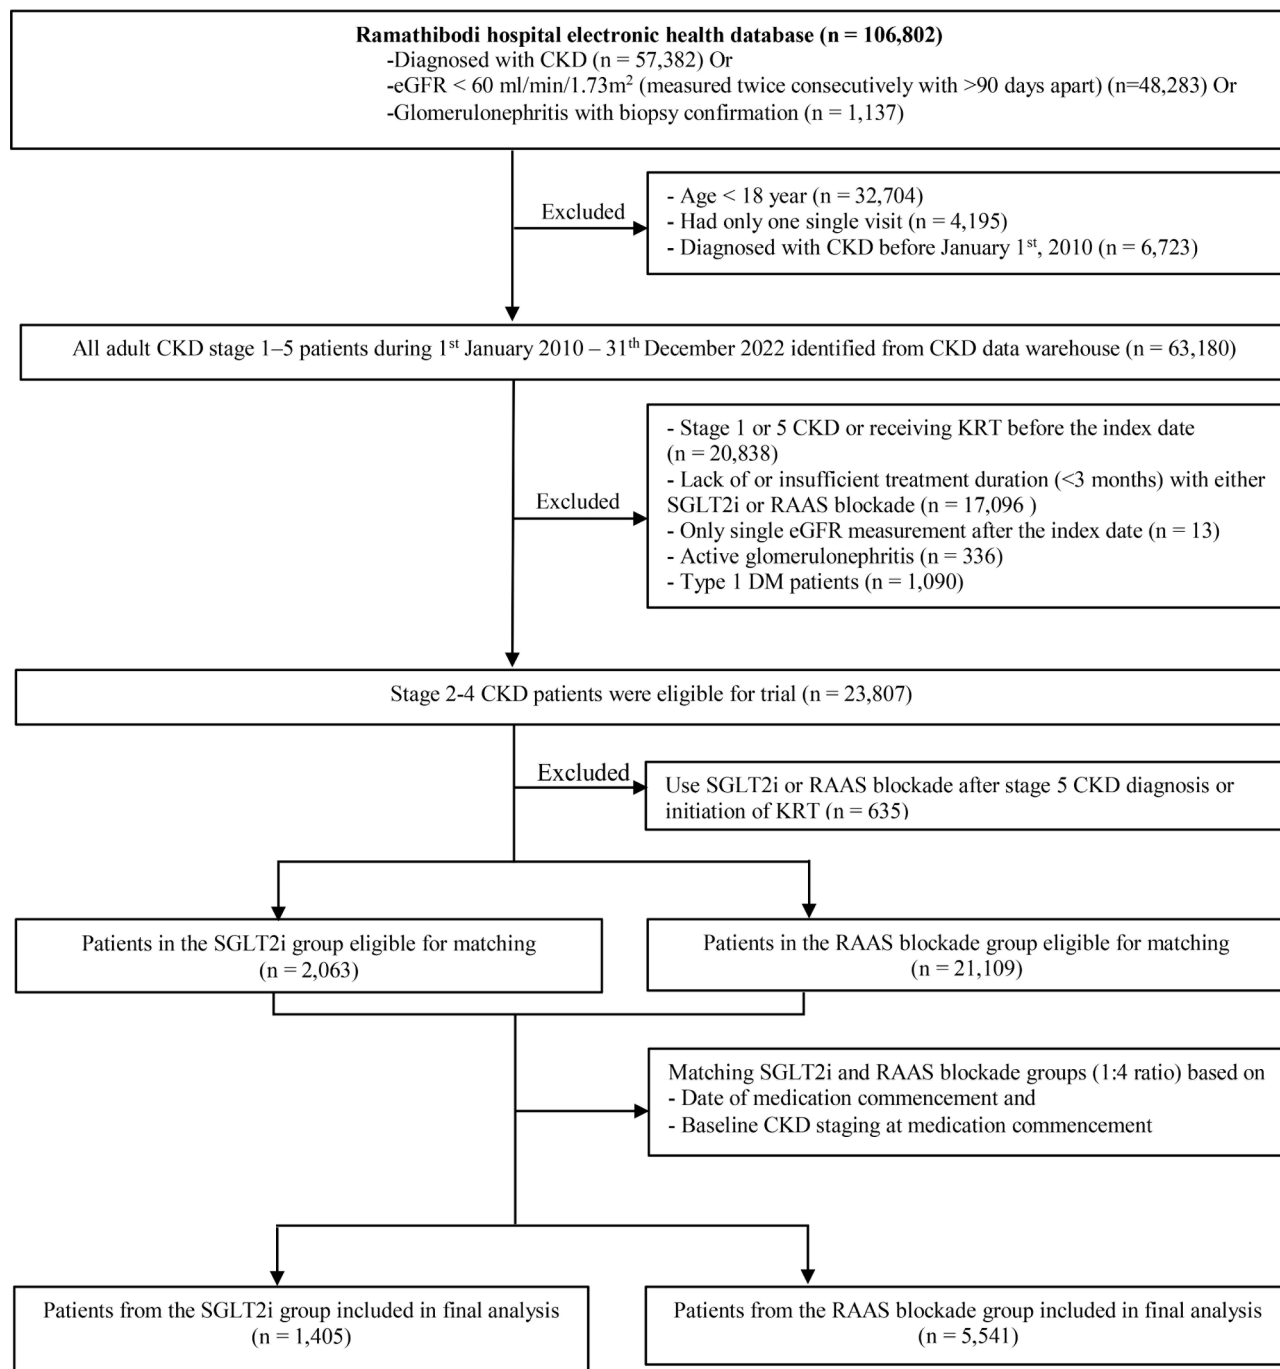 Ramathibodi hospital electronic health database (n = 106,802)
-Diagnosed with CKD (n = 57,382) Or
-eGFR < 60 ml/min/1.73m² (measured twice consecutively with >90 days apart) (n=48,283) Or
-Glomerulonephritis with biopsy confirmation (n = 1,137)
Excluded
- Age < 18 year (n = 32,704)
- Had only one single visit (n = 4,195)
- Diagnosed with CKD before January 1st, 2010 (n = 6,723)
All adult CKD stage 1–5 patients during 1st January 2010 – 31th December 2022 identified from CKD data warehouse (n = 63,180)
Excluded
- Stage 1 or 5 CKD or receiving KRT before the index date
(n = 20,838)
- Lack of or insufficient treatment duration (<3 months) with either
SGLT2i or RAAS blockade (n = 17,096 )
- Only single eGFR measurement after the index date (n = 13)
- Active glomerulonephritis (n = 336)
- Type 1 DM patients (n = 1,090)
Stage 2-4 CKD patients were eligible for trial (n = 23,807)
Excluded
Use SGLT2i or RAAS blockade after stage 5 CKD diagnosis or
initiation of KRT (n = 635)
Patients in the SGLT2i group eligible for matching
(n = 2,063)
Patients in the RAAS blockade group eligible for matching
(n = 21,109)
Matching SGLT2i and RAAS blockade groups (1:4 ratio) based on
- Date of medication commencement and
- Baseline CKD staging at medication commencement
Patients from the SGLT2i group included in final analysis
(n = 1,405)
Patients from the RAAS blockade group included in final analysis
(n = 5,541)